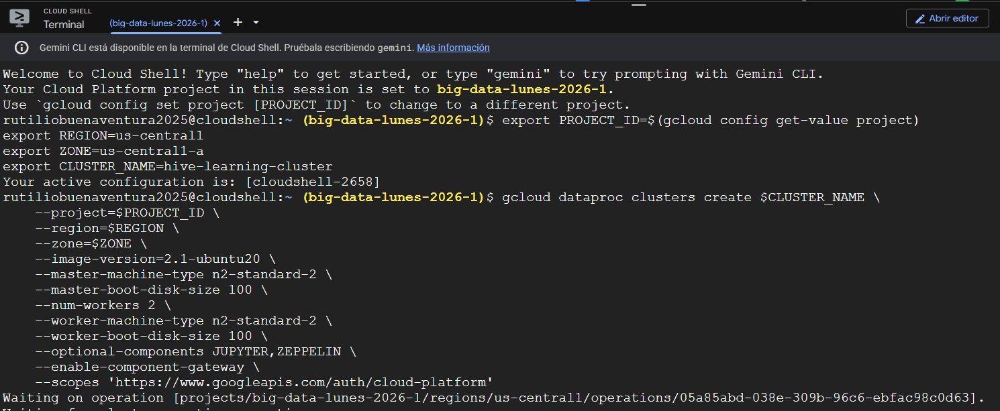 CLOUD SHELL
Terminal
(big-data-lunes-2026-1)
Abrir editor
Gemini CLI está disponible en la terminal de Cloud Shell. Pruébala escribiendo gemini. Más información
Welcome to Cloud Shell! Type "help" to get started, or type "gemini" to try prompting with Gemini CLI.
Your Cloud Platform project in this session is set to big-data-lunes-2026-1.
Use `gcloud config set project [PROJECT_ID]` to change to a different project.
rutiliobuenaventura2025@cloudshell:~ (big-data-lunes-2026-1)$ export PROJECT_ID=$(gcloud config get-value project)
export REGION=us-central1
export ZONE=us-central1-a
export CLUSTER_NAME=hive-learning-cluster
Your active configuration is: [cloudshell-2658]
rutiliobuenaventura2025@cloudshell:~ (big-data-lunes-2026-1)$ gcloud dataproc clusters create $CLUSTER_NAME \
    --project=$PROJECT_ID \
    --region=$REGION \
    --zone=$ZONE \
    --image-version=2.1-ubuntu20 \
    --master-machine-type n2-standard-2 \
    --master-boot-disk-size 100 \
    --num-workers 2 \
    --worker-machine-type n2-standard-2 \
    --worker-boot-disk-size 100 \
    --optional-components JUPYTER,ZEPPELIN \
    --enable-component-gateway \
    --scopes 'https://www.googleapis.com/auth/cloud-platform'
Waiting on operation [projects/big-data-lunes-2026-1/regions/us-central1/operations/05a85abd-038e-309b-96c6-ebfac98c0d63].